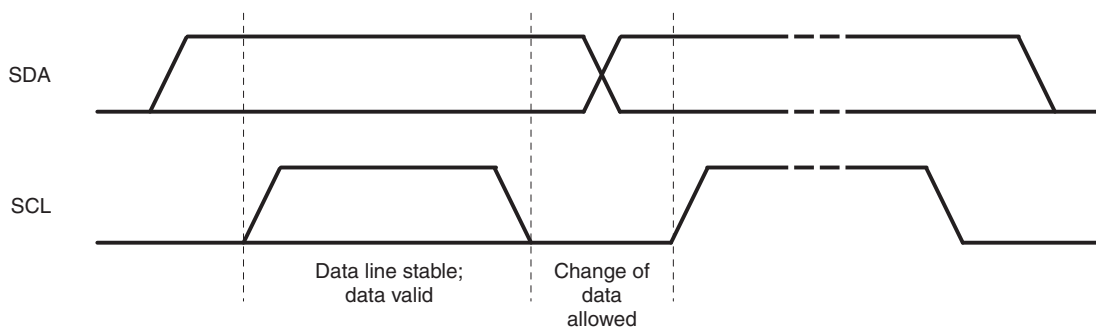 SDA
SCL
Data line stable;
data valid
Change of
data
allowed